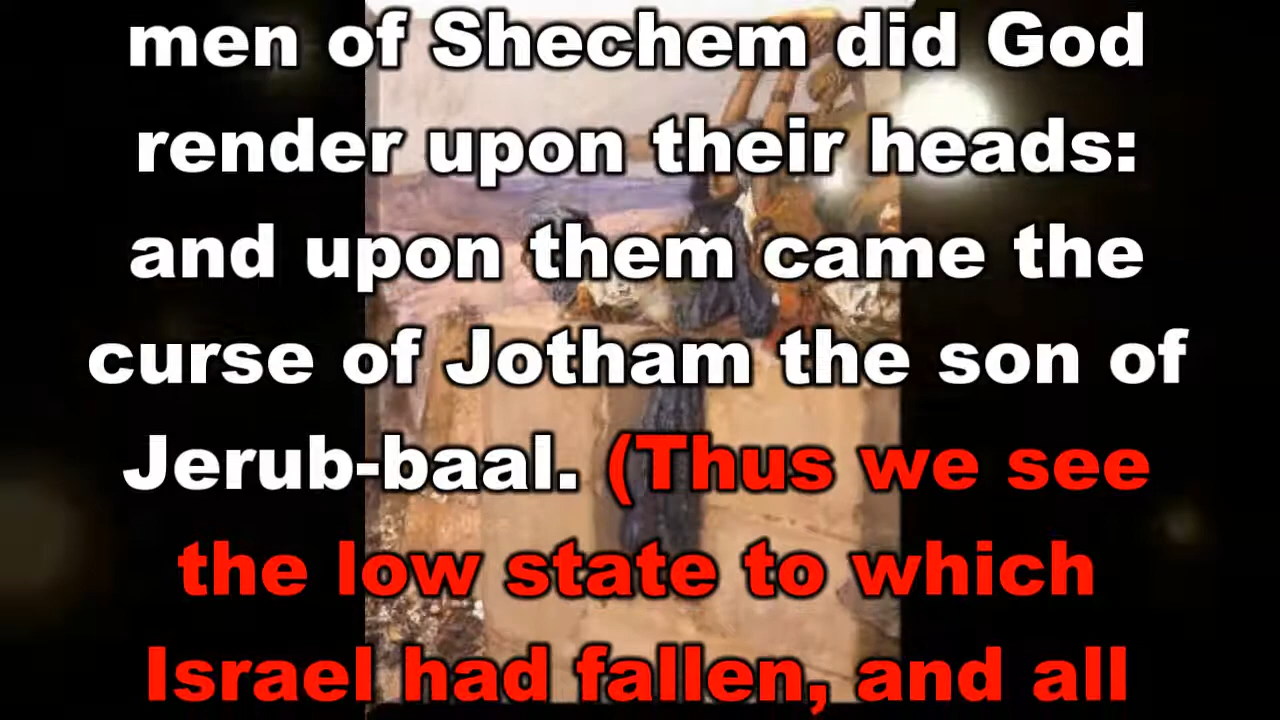 men of Shechem did God
render upon their heads:
and upon them came the
curse of Jotham the son of
Jerub-baal. (Thus we see
the low state to which
Israel had fallen, and all